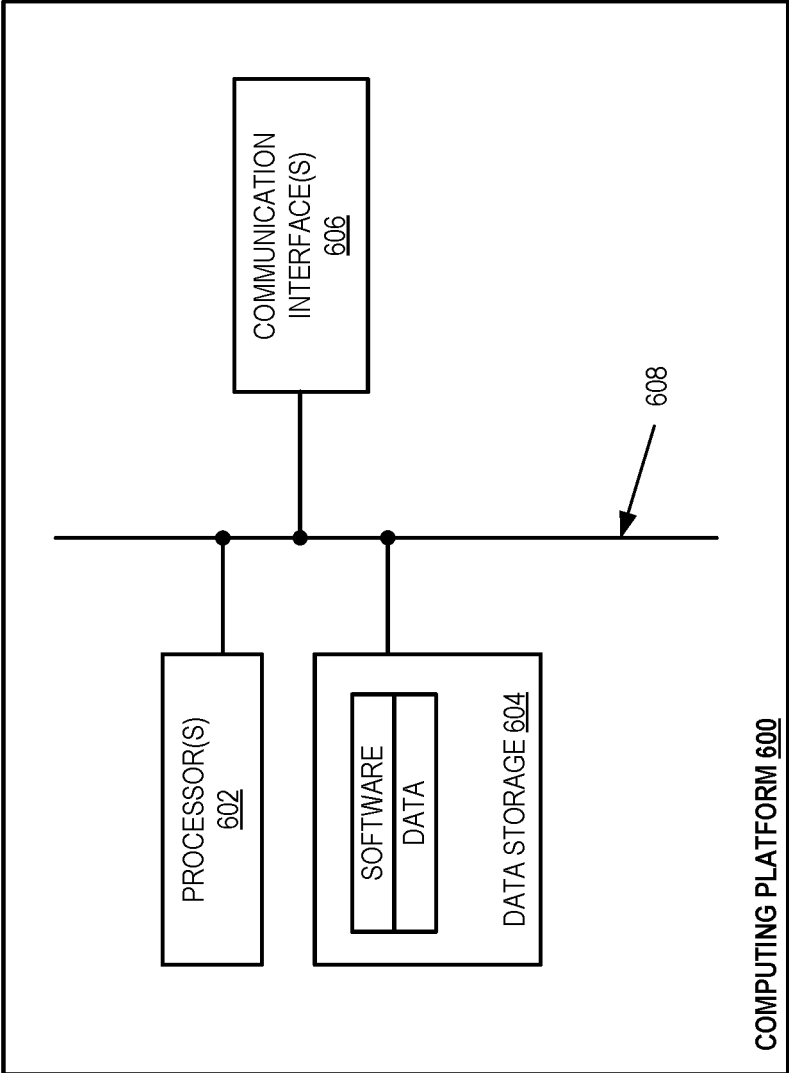 PROCESSOR(S)
602
SOFTWARE
DATA
DATA STORAGE 604
COMMUNICATION
INTERFACE(S)
606
608
COMPUTING PLATFORM 600